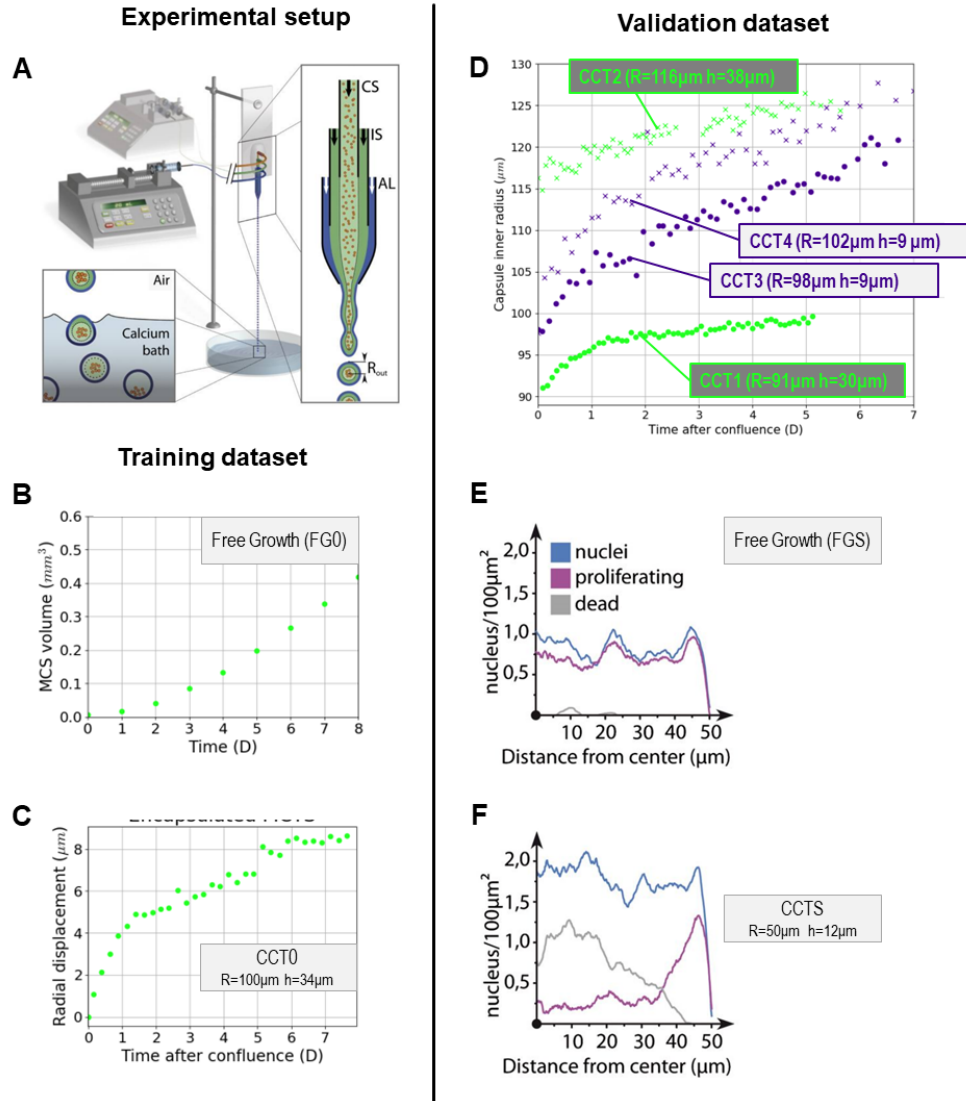 Experimental setup
Validation dataset
A
CS
IS
AL
Air
Calcium
bath
R_out
Training dataset
B
0.6
0.5
0.4
0.3
0.2
0.1
0.0
MCS volume (mm³)
Free Growth (FG0)
0 1 2 3 4 5 6 7 8
Time (D)
C
8
6
4
2
0
Radial displacement (μm)
CCT0
R=100μm h=34μm
0 1 2 3 4 5 6 7
Time after confluence (D)
D
130
125
120
115
110
105
100
95
90
Capsule inner radius (μm)
CCT2 (R=116μm h=38μm)
CCT4 (R=102μm h=9 μm)
CCT3 (R=98μm h=9μm)
CCT1 (R=91μm h=30μm)
0 1 2 3 4 5 6 7
Time after confluence (D)
E
2,0
1,0
0,5
nucleus/100μm²
nuclei
proliferating
dead
Free Growth (FGS)
10 20 30 40 50
Distance from center (μm)
F
2,0
1,0
0,5
nucleus/100μm²
CCTS
R=50μm h=12μm
10 20 30 40 50
Distance from center (μm)